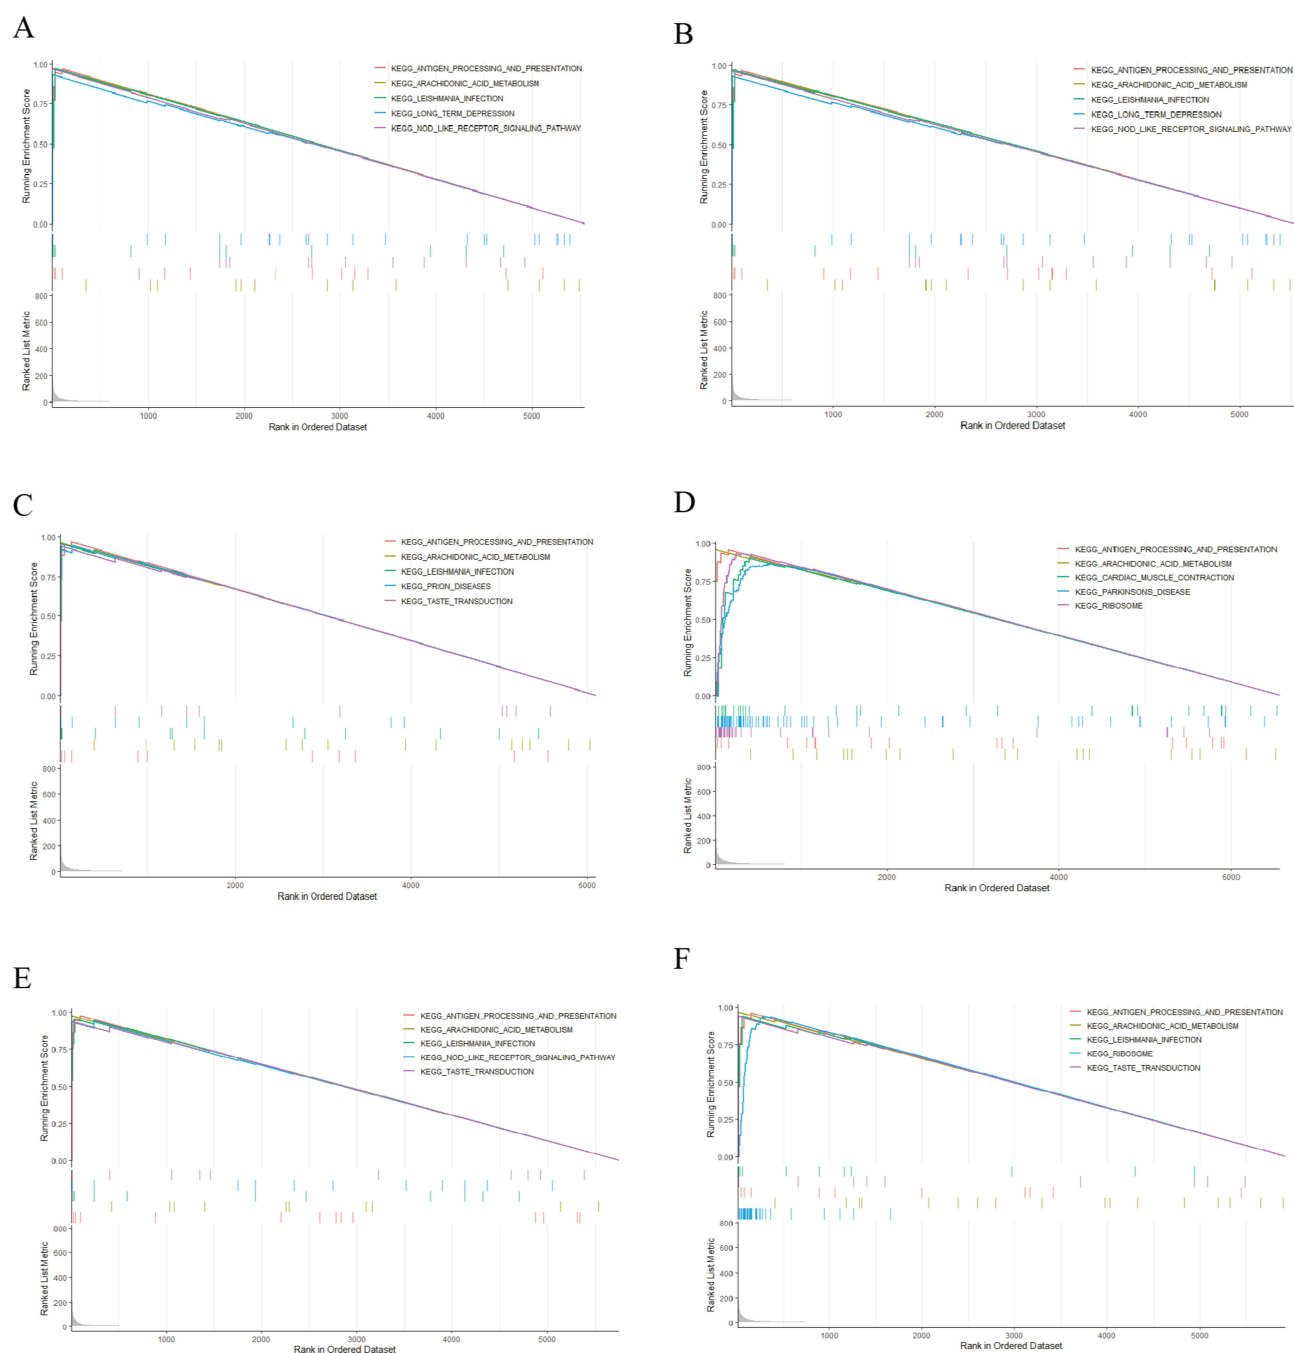 A
1.00
0.75
0.50
0.25
0.00
Running Enrichment Score
KEGG_ANTIGEN_PROCESSING_AND_PRESENTATION
KEGG_ARACHIDONIC_ACID_METABOLISM
KEGG_LEISHMANIA_INFECTION
KEGG_LONG_TERM_DEPRESSION
KEGG_NOD_LIKE_RECEPTOR_SIGNALING_PATHWAY
800
600
400
200
0
Ranked List Metric
1000 2000 3000 4000 5000
Rank in Ordered Dataset
B
1.00
0.75
0.50
0.25
0.00
Running Enrichment Score
KEGG_ANTIGEN_PROCESSING_AND_PRESENTATION
KEGG_ARACHIDONIC_ACID_METABOLISM
KEGG_LEISHMANIA_INFECTION
KEGG_LONG_TERM_DEPRESSION
KEGG_NOD_LIKE_RECEPTOR_SIGNALING_PATHWAY
800
600
400
200
0
Ranked List Metric
1000 2000 3000 4000 5000
Rank in Ordered Dataset
C
1.00
0.75
0.50
0.25
0.00
Running Enrichment Score
KEGG_ANTIGEN_PROCESSING_AND_PRESENTATION
KEGG_ARACHIDONIC_ACID_METABOLISM
KEGG_LEISHMANIA_INFECTION
KEGG_PRION_DISEASES
KEGG_TASTE_TRANSDUCTION
800
600
400
200
0
Ranked List Metric
2000 4000 6000
Rank in Ordered Dataset
D
1.00
0.75
0.50
0.25
0.00
Running Enrichment Score
KEGG_ANTIGEN_PROCESSING_AND_PRESENTATION
KEGG_ARACHIDONIC_ACID_METABOLISM
KEGG_CARDIAC_MUSCLE_CONTRACTION
KEGG_PARKINSONS_DISEASE
KEGG_RIBOSOME
800
600
400
200
0
Ranked List Metric
2000 4000 6000
Rank in Ordered Dataset
E
1.00
0.75
0.50
0.25
0.00
Running Enrichment Score
KEGG_ANTIGEN_PROCESSING_AND_PRESENTATION
KEGG_ARACHIDONIC_ACID_METABOLISM
KEGG_LEISHMANIA_INFECTION
KEGG_NOD_LIKE_RECEPTOR_SIGNALING_PATHWAY
KEGG_TASTE_TRANSDUCTION
800
600
400
200
0
Ranked List Metric
1000 2000 3000 4000 5000
Rank in Ordered Dataset
F
1.00
0.75
0.50
0.25
0.00
Running Enrichment Score
KEGG_ANTIGEN_PROCESSING_AND_PRESENTATION
KEGG_ARACHIDONIC_ACID_METABOLISM
KEGG_LEISHMANIA_INFECTION
KEGG_RIBOSOME
KEGG_TASTE_TRANSDUCTION
800
600
400
200
0
Ranked List Metric
1000 2000 3000 4000 5000
Rank in Ordered Dataset